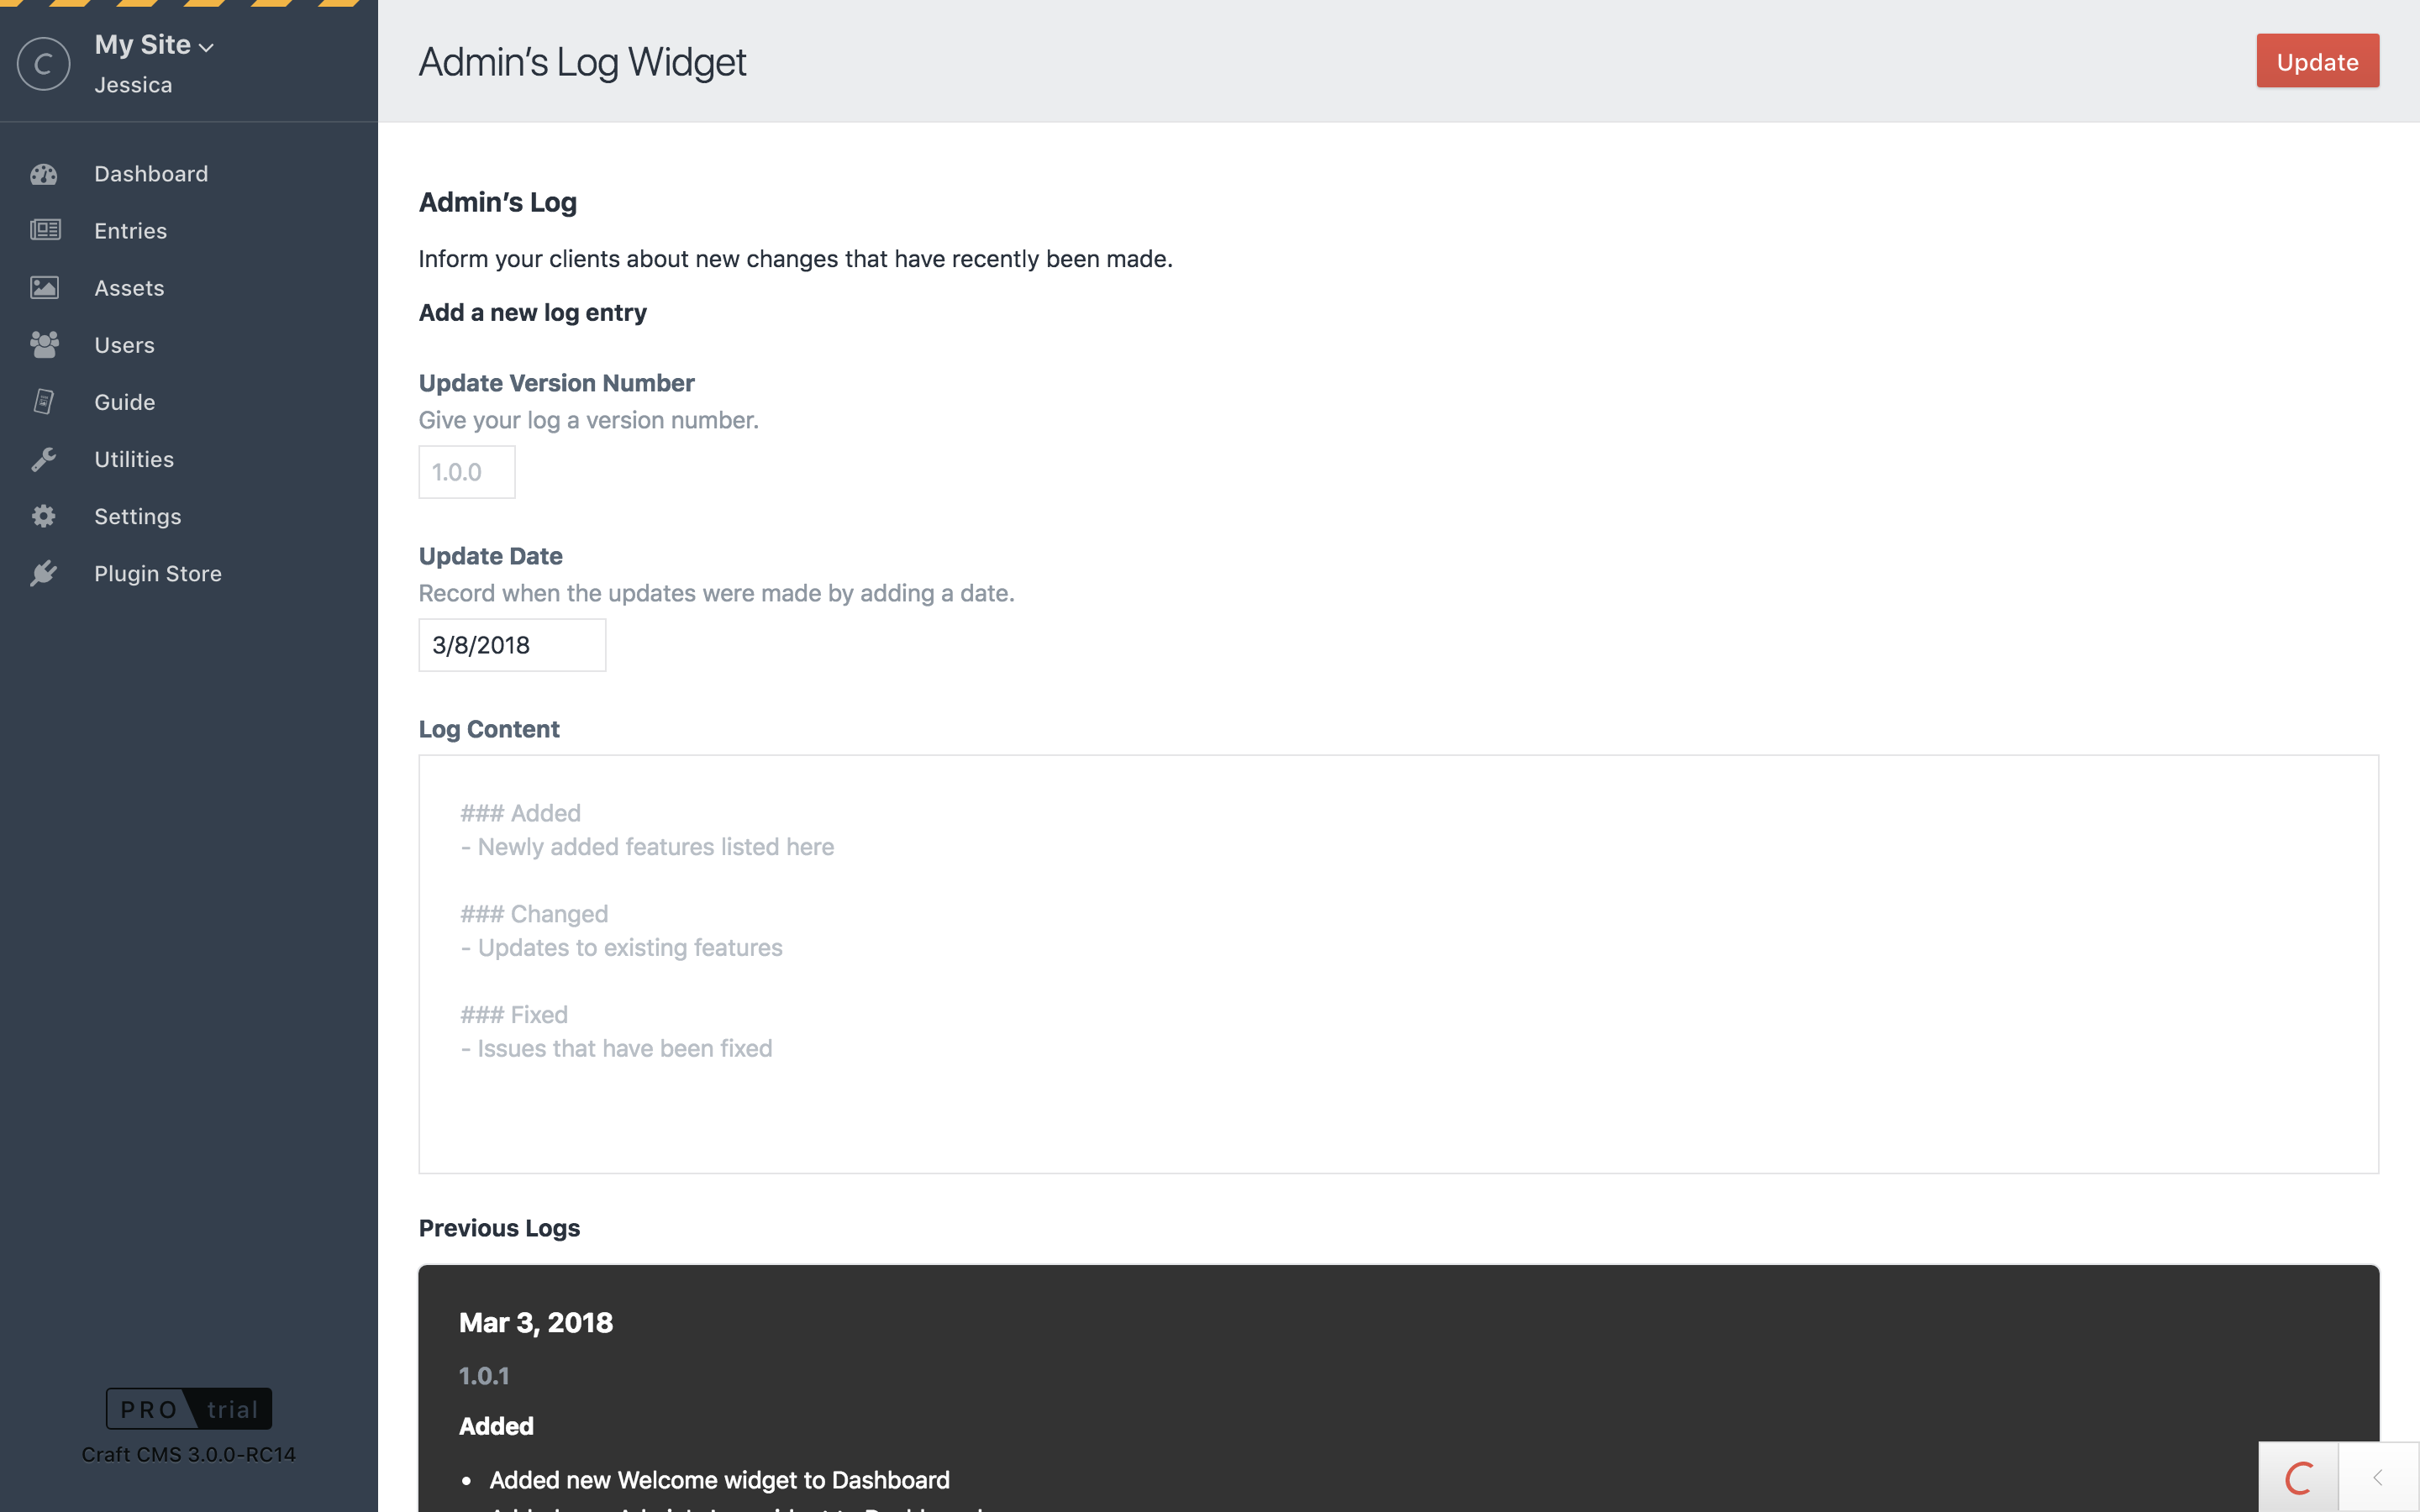 My Site
Jessica
Dashboard
Entries
Assets
Users
Guide
Utilities
Settings
Plugin Store
PRO trial
Craft CMS 3.0.0-RC14
Admin’s Log Widget
Update
Admin’s Log
Inform your clients about new changes that have recently been made.
Add a new log entry
Update Version Number
Give your log a version number.
1.0.0
Update Date
Record when the updates were made by adding a date.
3/8/2018
Log Content
### Added
- Newly added features listed here
### Changed
- Updates to existing features
### Fixed
- Issues that have been fixed
Previous Logs
Mar 3, 2018
1.0.1
Added
• Added new Welcome widget to Dashboard